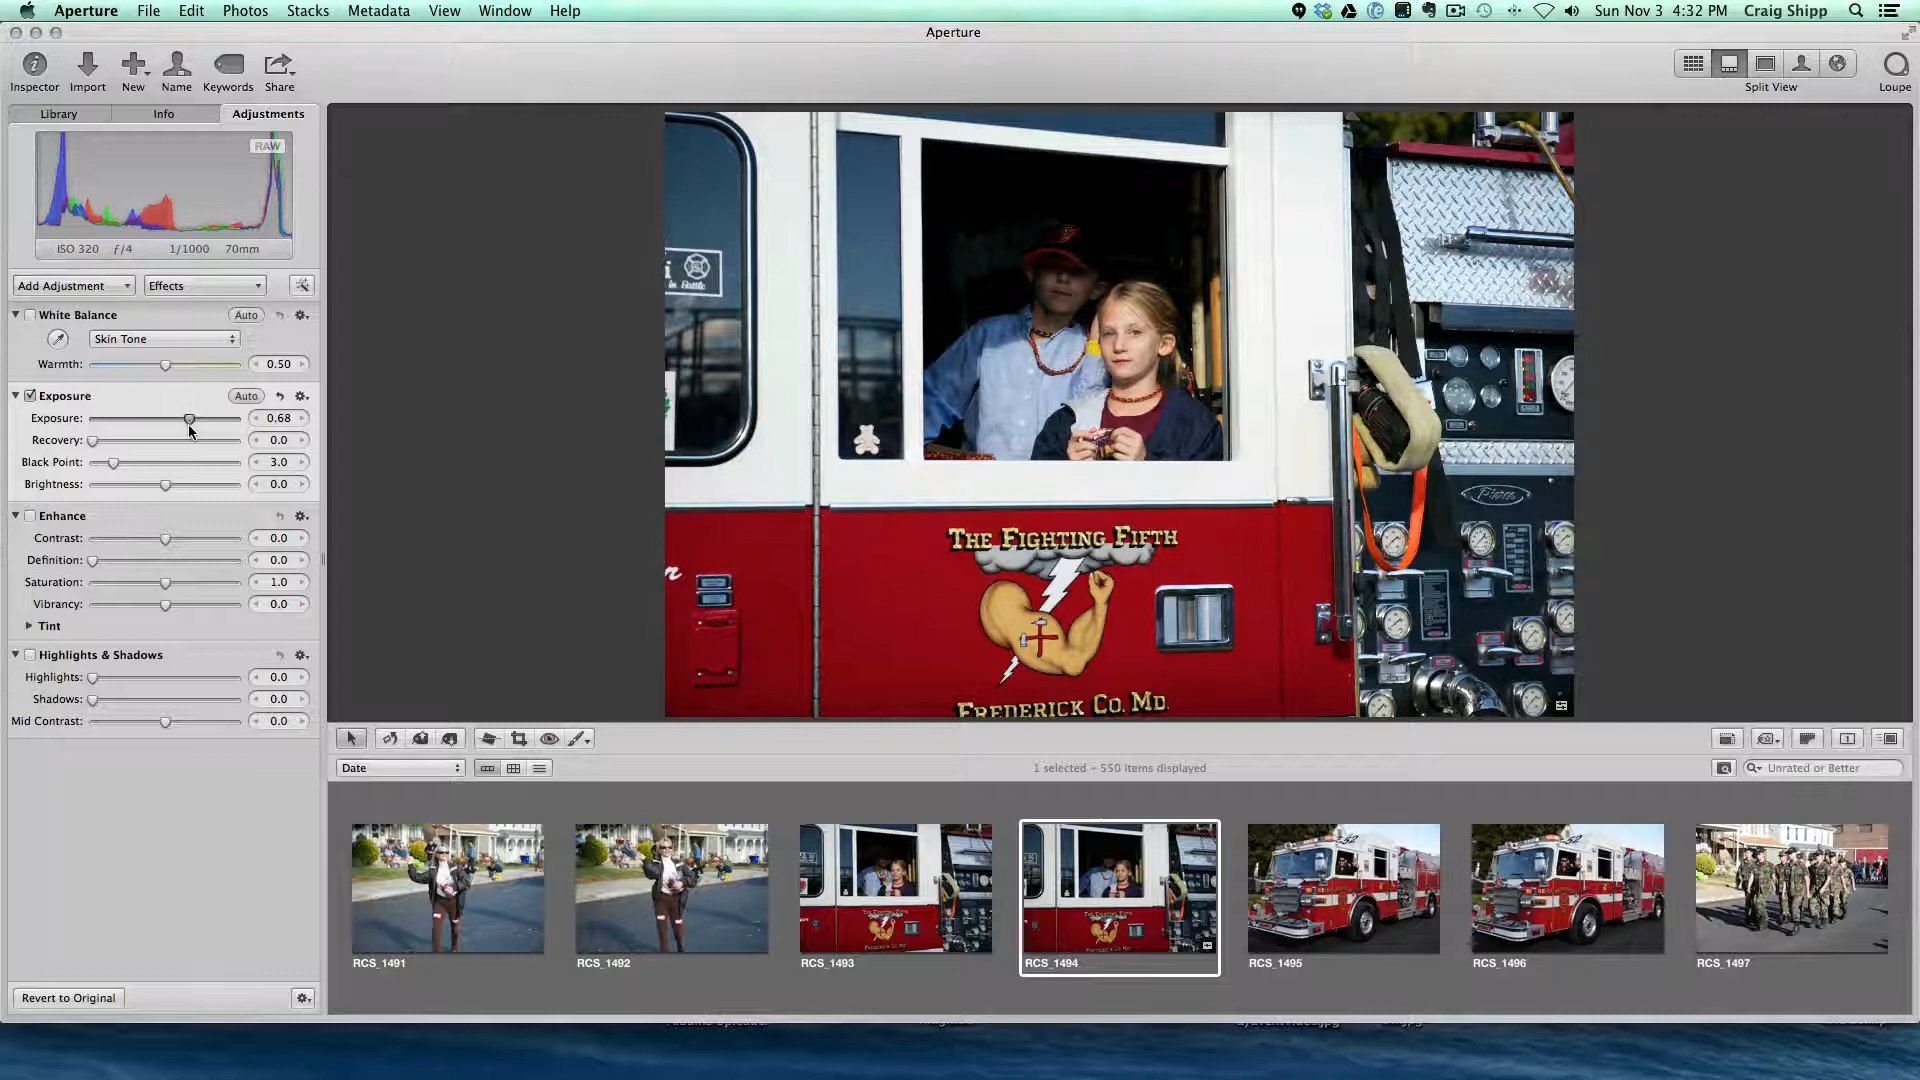 Aperture File Edit Photos Stacks Metadata View Window Help
Sun Nov 3 4:32 PM Craig Shipp
Aperture
Inspector Import New Name Keywords Share
Split View Loupe
Library Info Adjustments
RAW
ISO 320 ƒ/4 1/1000 70mm
Add Adjustment Effects
White Balance Auto
Skin Tone
Warmth: 0.50
Exposure Auto
Exposure: 0.68
Recovery: 0.0
Black Point: 3.0
Brightness: 0.0
Enhance
Contrast: 0.0
Definition: 0.0
Saturation: 1.0
Vibrancy: 0.0
Tint
Highlights & Shadows
Highlights: 0.0
Shadows: 0.0
Mid Contrast: 0.0
Revert to Original
in Battle
Pierce
THE FIGHTING FIFTH
FREDERICK CO. MD.
Date
1 selected – 550 items displayed
Unrated or Better
RCS_1491
RCS_1492
RCS_1493
RCS_1494
RCS_1495
RCS_1496
RCS_1497